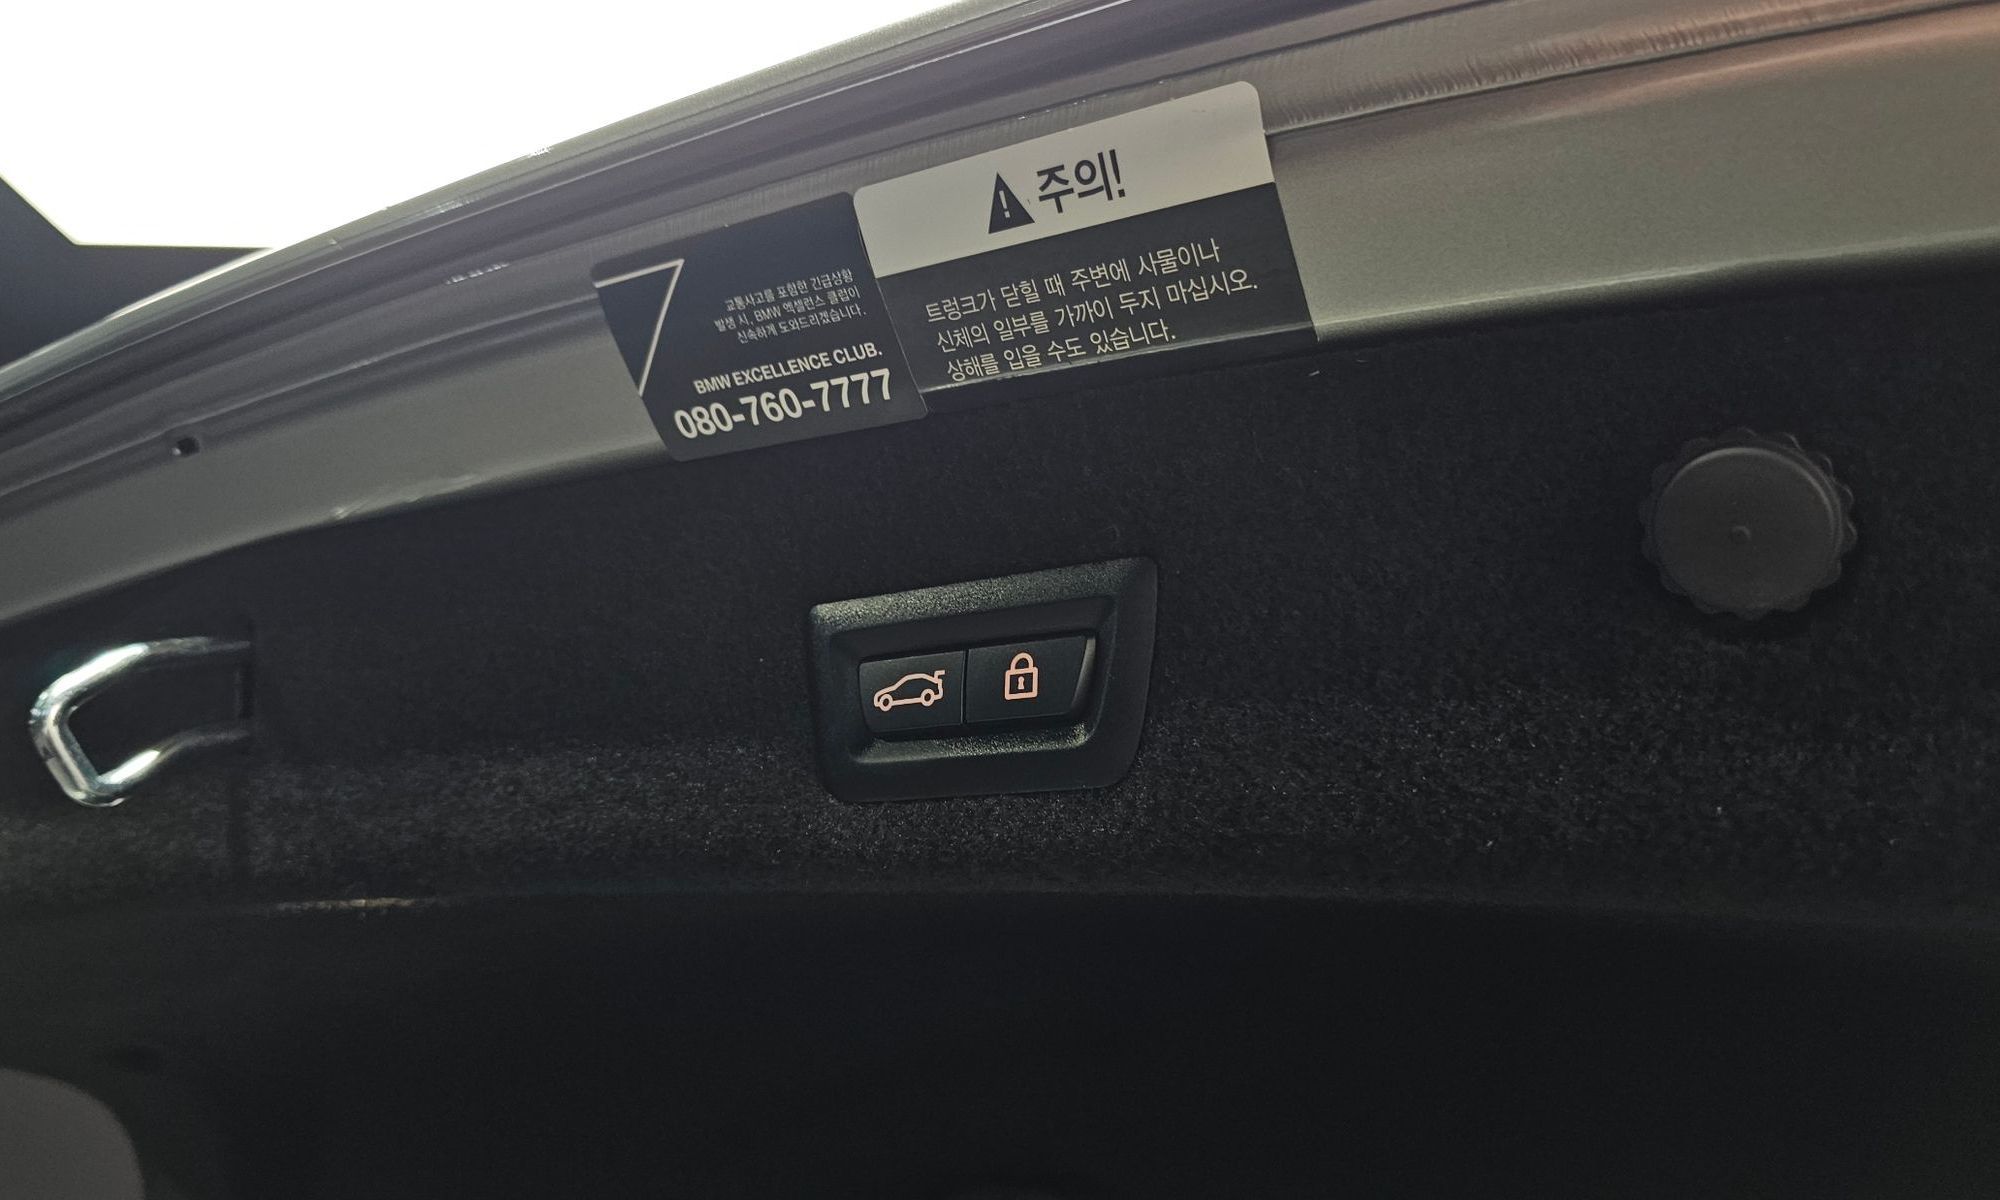 교통사고를 포함한 긴급상황
발생 시, BMW 엑셀런스 클럽이
신속하게 도와드리겠습니다.
BMW EXCELLENCE CLUB.
080-760-7777
주의!
트렁크가 닫힐 때 주변에 사물이나
신체의 일부를 가까이 두지 마십시오.
상해를 입을 수도 있습니다.